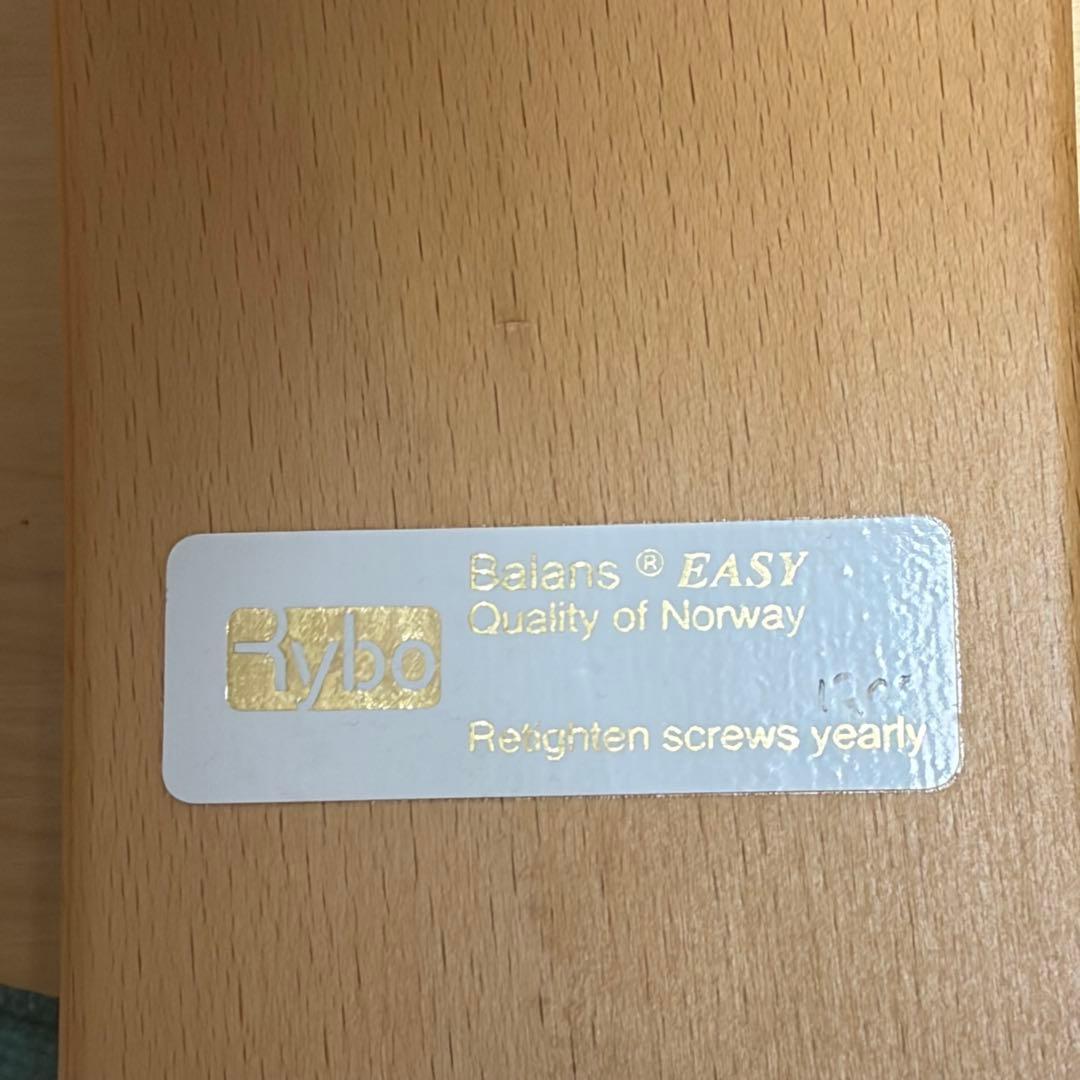 Rybo
Balans ® EASY
Quality of Norway
Retighten screws yearly